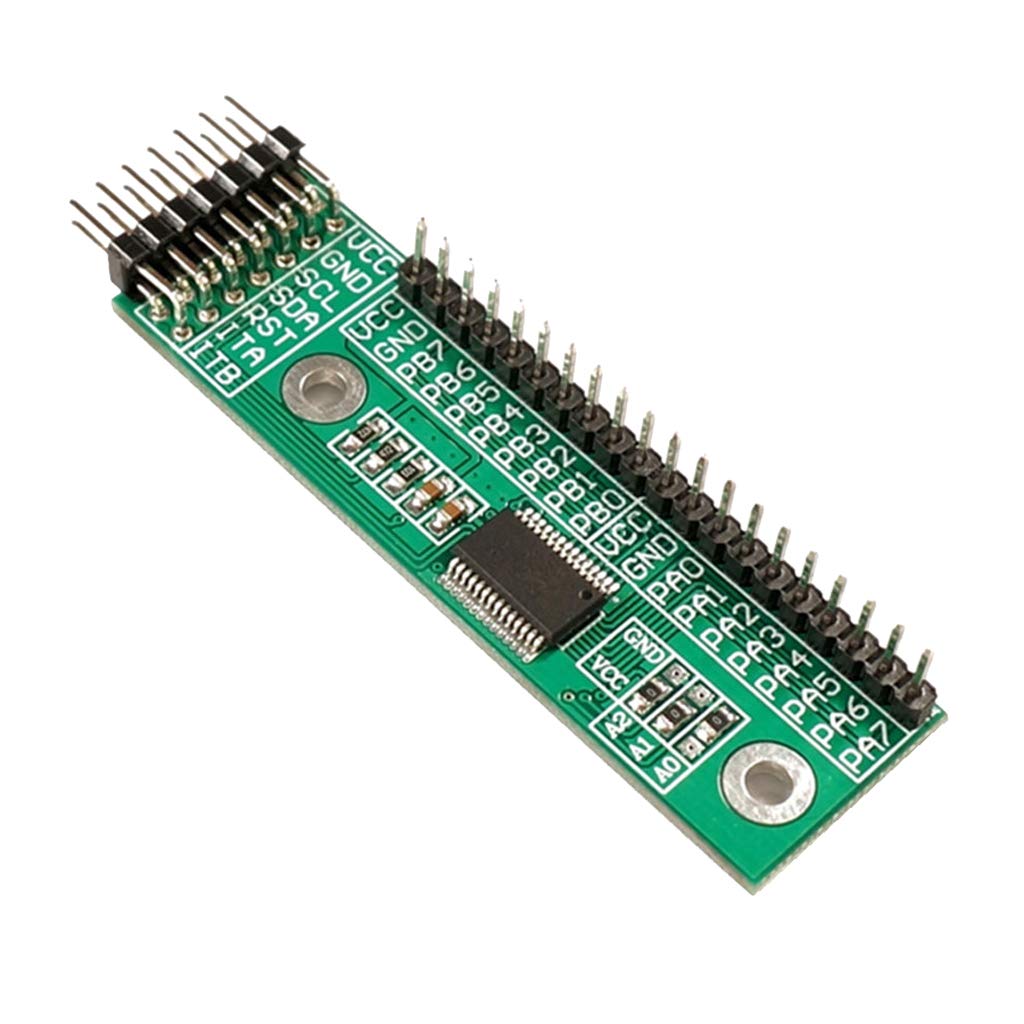 VCC
GND
SCL
SDA
RST
ITA
ITB
VCC
GND
PB7
PB6
PB5
PB4
PB3
PB2
PB1
PB0
VCC
GND
PA0
PA1
PA2
PA3
PA4
PA5
PA6
PA7
GND
VCC
A2
A1
A0